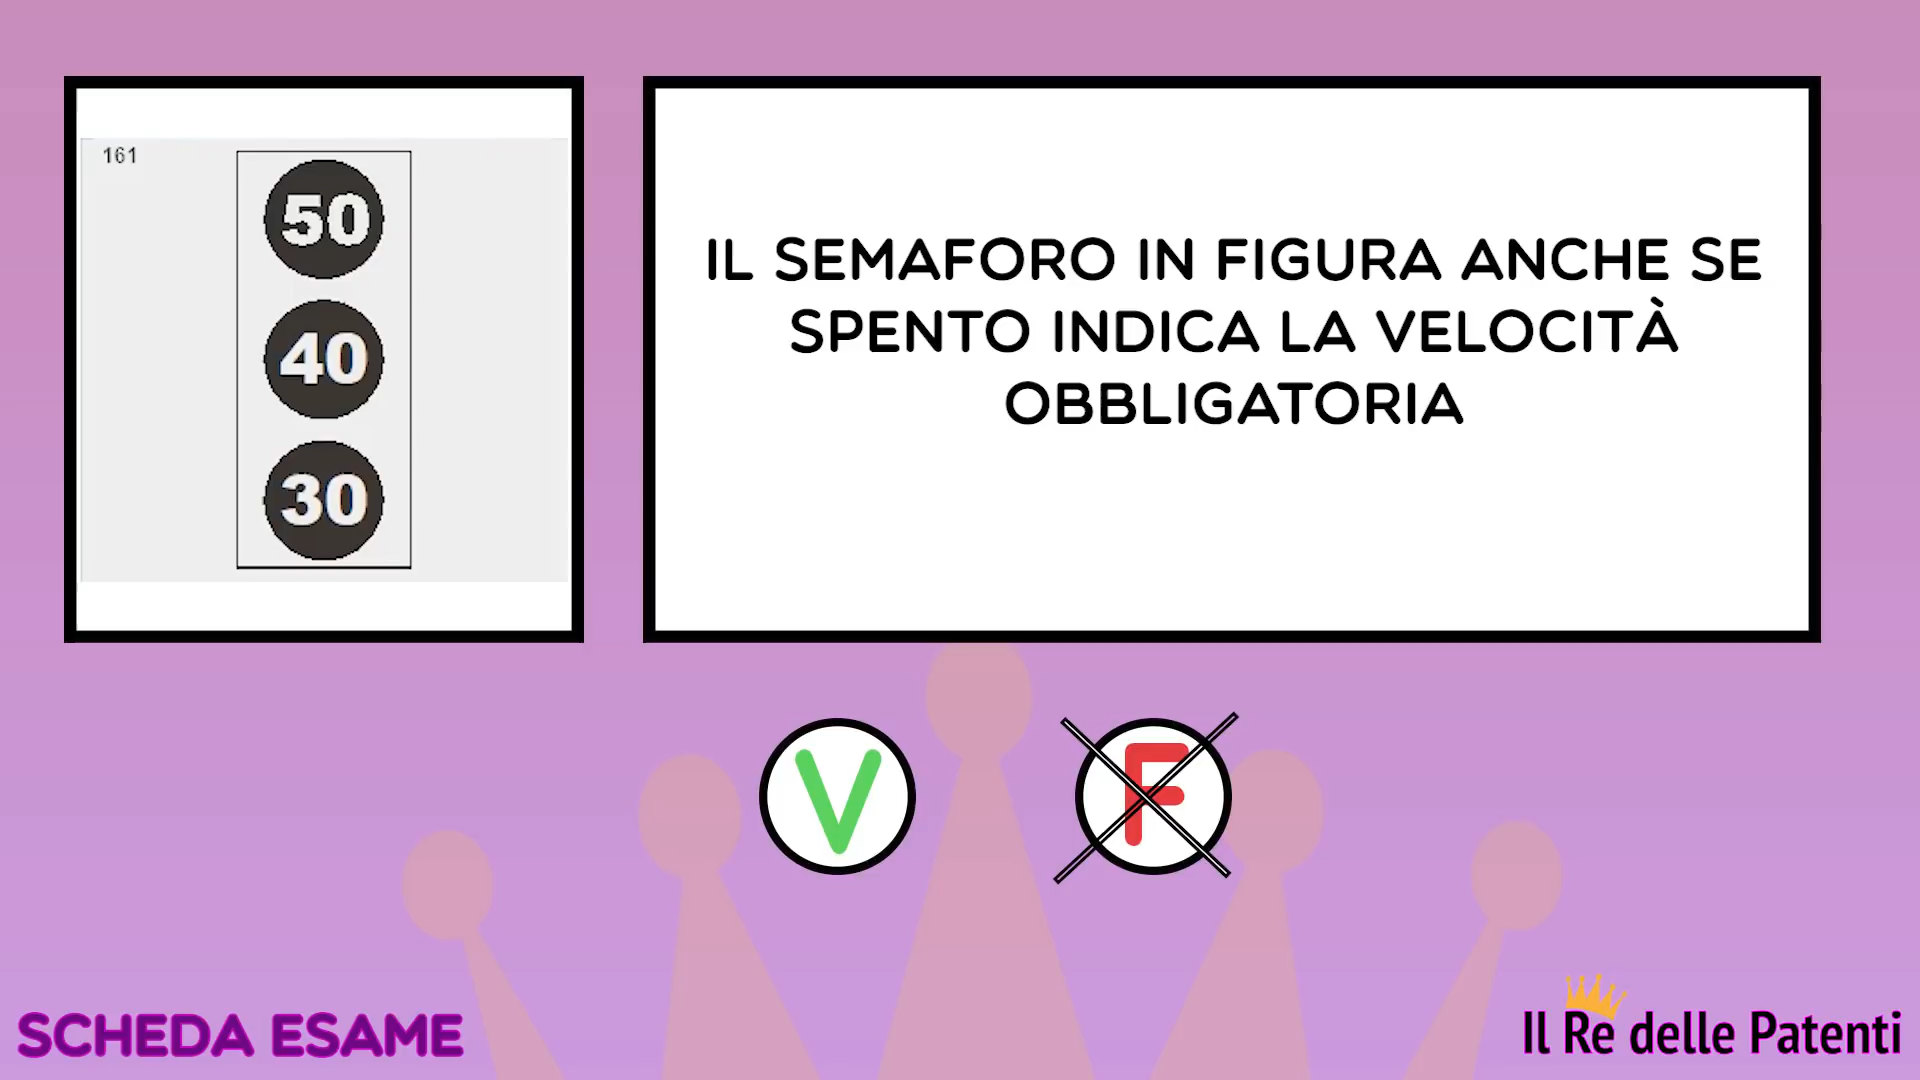 161
50
40
30
IL SEMAFORO IN FIGURA ANCHE SE
SPENTO INDICA LA VELOCITÀ
OBBLIGATORIA
V
F
SCHEDA ESAME
Il Re delle Patenti